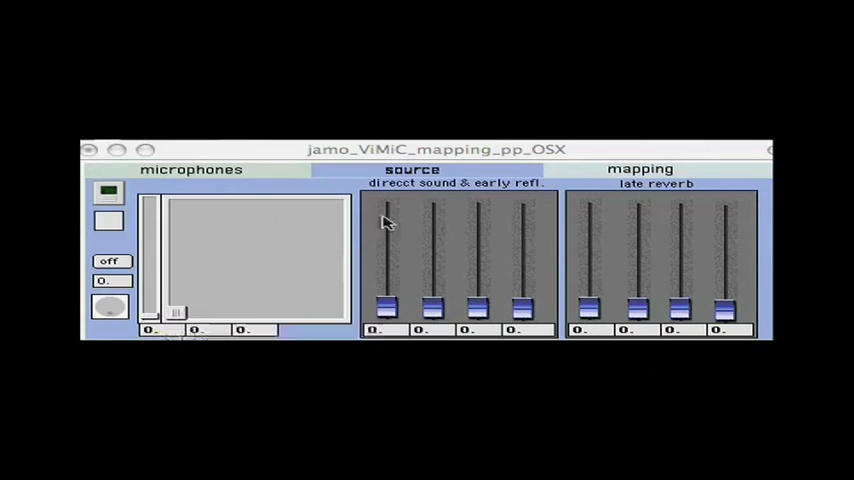 jamo_ViMiC_mapping_pp_OSX
microphones source mapping
direcct sound & early refl. late reverb
off
0.
0. 0. 0. 0. 0. 0. 0. 0. 0. 0. 0.